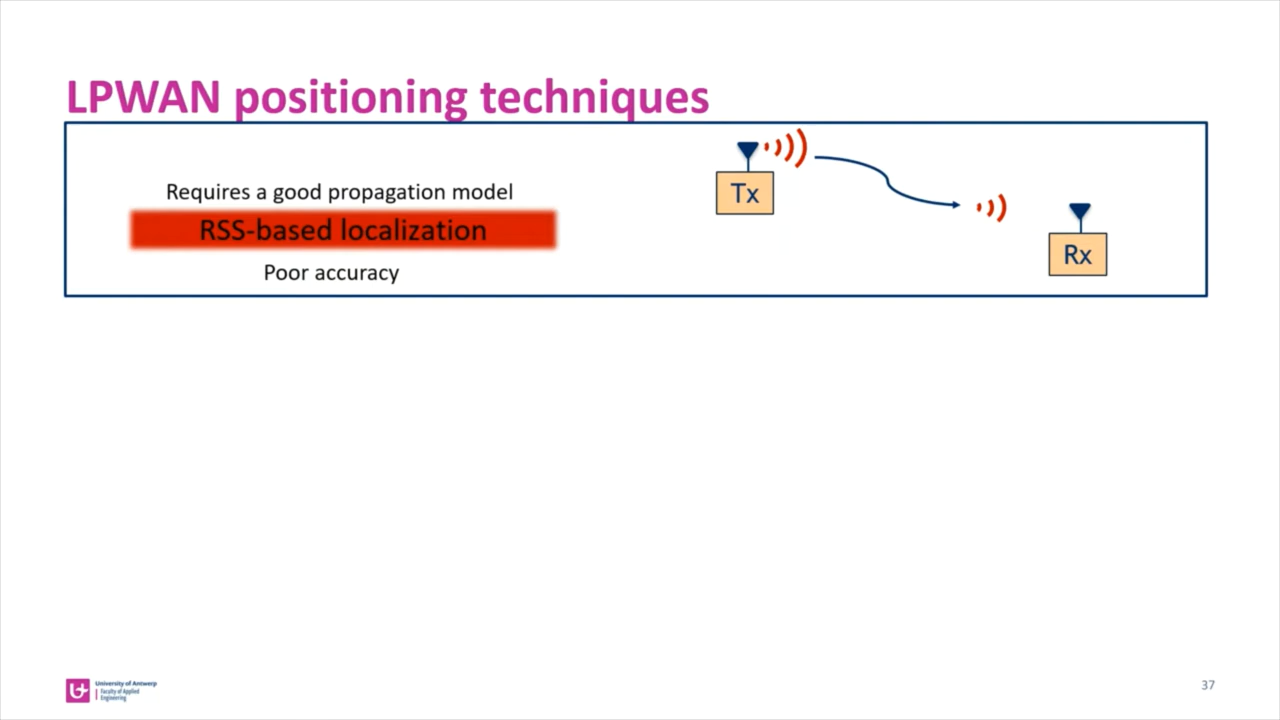 LPWAN positioning techniques
Requires a good propagation model
RSS-based localization
Poor accuracy
Tx
Rx
University of Antwerp
Faculty of Applied
Engineering
37